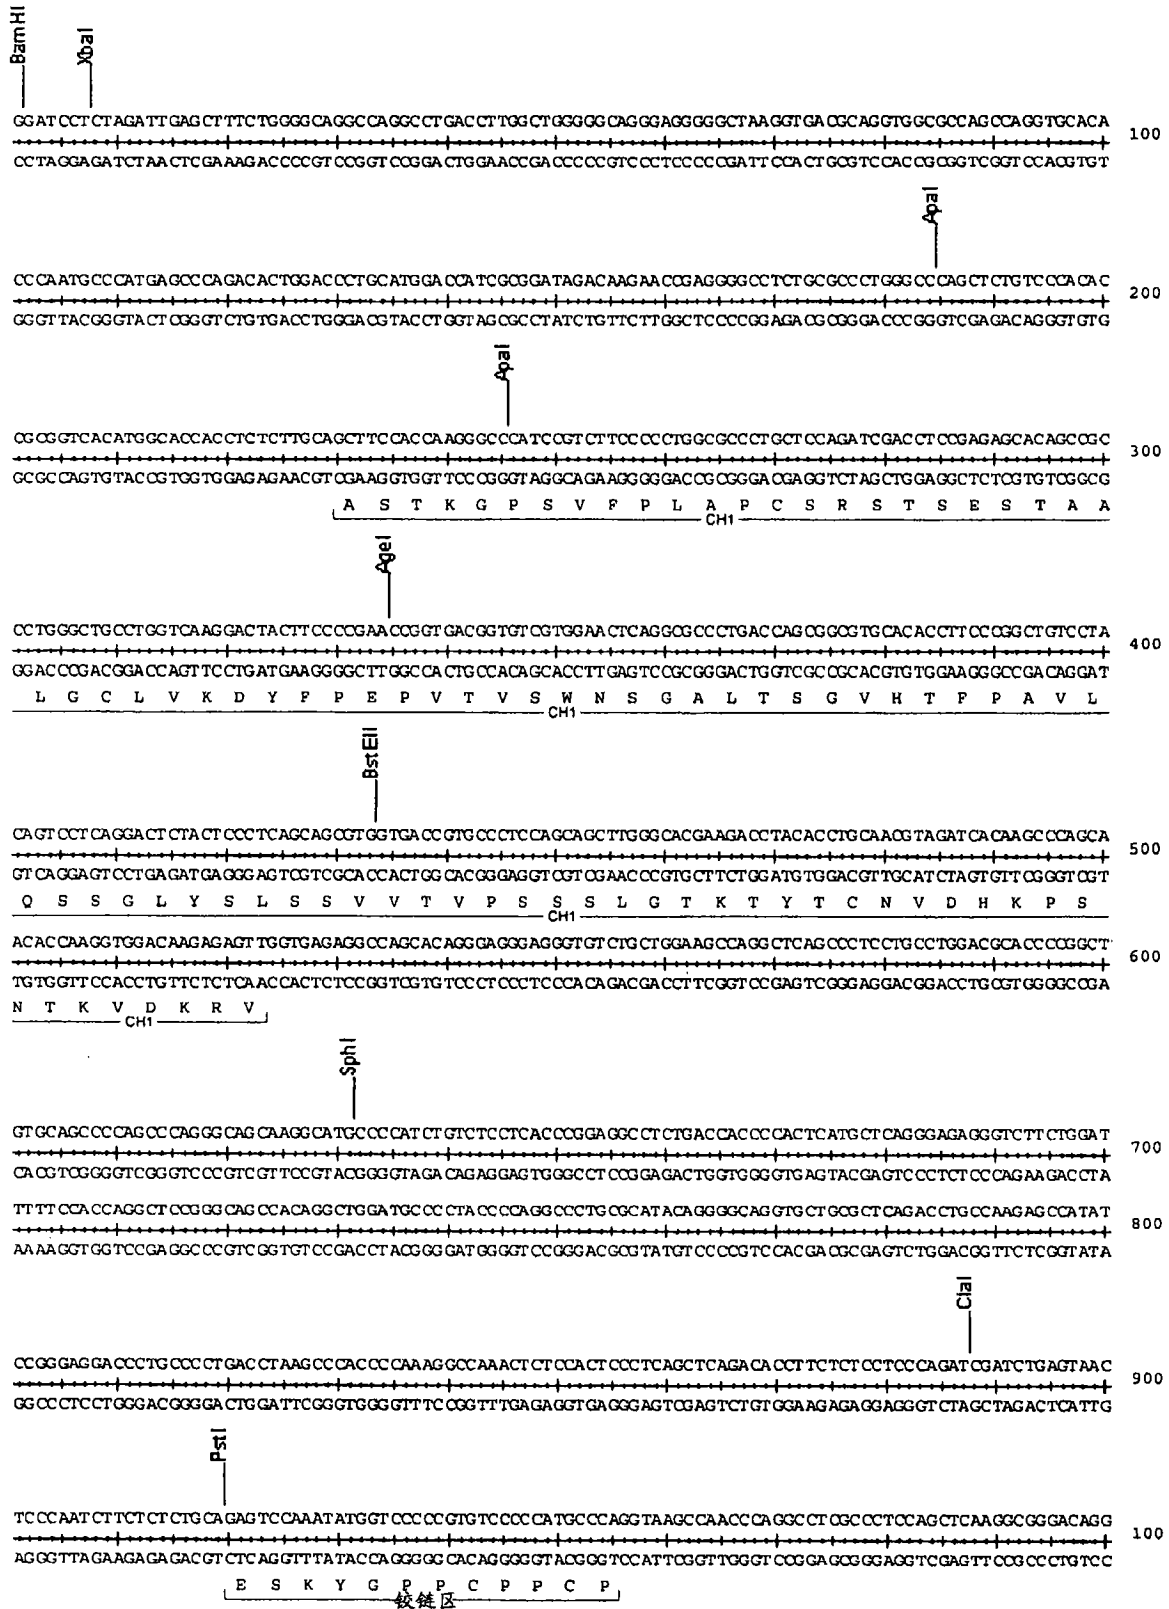 BamHI XbaI
GGATCCTCTAGATTGAGCTTTCTGGGGCAGGCCAGGCCTGACCTTGGCTGGGGGCAGGGAGGGGGCTAAGGTGACGCAGGTGGCGCCAGCCAGGTGCACA
100
CCTAGGAGATCTAACTCGAAAGACCCCGTCCGGTCCGGACTGGAACCGACCCCCGTCCCTCCCCCGATTCCACTGCGTCCACCGCGGTCGGTCCACGTGT
ApaI
CCCAATGCCCATGAGCCCAGACACTGGACCCTGCATGGACCATCGCGGATAGACAAGAACCGAGGGGCCTCTGCGCCCTGGGCCCAGCTCTGTCCCACAC
200
GGGTTACGGGTACTCGGGTCTGTGACCTGGGACGTACCTGGTAGCGCCTATCTGTTCTTGGCTCCCCGGAGACGCGGGACCCGGGTCGAGACAGGGTGTG
ApaI
CGCGGTCACATGGCACCACCTCTCTTGCAGCTTCCACCAAGGGCCCATCCGTCTTCCCCCTGGCGCCCTGCTCCAGATCGACCTCCGAGAGCACAGCCGC
300
GCGCCAGTGTACCGTGGTGGAGAGAACGTCGAAGGTGGTTCCCGGGTAGGCAGAAGGGGGACCGCGGGACGAGGTCTAGCTGGAGGCTCTCGTGTCGGCG
A S T K G P S V F P L A P C S R S T S E S T A A
CH1
AgeI
CCTGGGCTGCCTGGTCAAGGACTACTTCCCCGAACCGGTGACGGTGTCGTGGAACTCAGGCGCCCTGACCAGCGGCGTGCACACCTTCCCGGCTGTCCTA
400
GGACCCGACGGACCAGTTCCTGATGAAGGGGCTTGGCCACTGCCACAGCACCTTGAGTCCGCGGGACTGGTCGCCGCACGTGTGGAAGGGCCGACAGGAT
L G C L V K D Y F P E P V T V S W N S G A L T S G V H T F P A V L
CH1
BstEII
CAGTCCTCAGGACTCTACTCCCTCAGCAGCGTGGTGACCGTGCCCTCCAGCAGCTTGGGCACGAAGACCTACACCTGCAACGTAGATCACAAGCCCAGCA
500
GTCAGGAGTCCTGAGATGAGGGAGTCGTCGCACCACTGGCACGGGAGGTCGTCGAACCCGTGCTTCTGGATGTGGACGTTGCATCTAGTGTTCGGGTCGT
Q S S G L Y S L S S V V T V P S S S L G T K T Y T C N V D H K P S
CH1
ACACCAAGGTGGACAAGAGAGTTGGTGAGAGGCCAGCACAGGGAGGGAGGGTGTCTGCTGGAAGCCAGGCTCAGCCCTCCTGCCTGGACGCACCCCGGCT
600
TGTGGTTCCACCTGTTCTCTCAACCACTCTCCGGTCGTGTCCCTCCCTCCCACAGACGACCTTCGGTCCGAGTCGGGAGGACGGACCTGCGTGGGGCCGA
N T K V D K R V
CH1
SphI
GTGCAGCCCCAGCCCAGGGCAGCAAGGCATGCCCCATCTGTCTCCTCACCCGGAGGCCTCTGACCACCCCACTCATGCTCAGGGAGAGGGTCTTCTGGAT
700
CACGTCGGGGTCGGGTCCCGTCGTTCCGTACGGGGTAGACAGAGGAGTGGGCCTCCGGAGACTGGTGGGGTGAGTACGAGTCCCTCTCCCAGAAGACCTA
TTTTCCACCAGGCTCCGGGCAGCCACAGGCTGGATGCCCCTACCCCAGGCCCTGCGCATACAGGGGCAGGTGCTGCGCTCAGACCTGCCAAGAGCCATAT
800
AAAAGGTGGTCCGAGGCCCGTCGGTGTCCGACCTACGGGGATGGGGTCCGGGACGCGTATGTCCCCGTCCACGACGCGAGTCTGGACGGTTCTCGGTATA
ClaI
CCGGGAGGACCCTGCCCCTGACCTAAGCCCACCCCAAAGGCCAAACTCTCCACTCCCTCAGCTCAGACACCTTCTCTCCTCCCAGATCGATCTGAGTAAC
900
GGCCCTCCTGGGACGGGGACTGGATTCGGGTGGGGTTTCCGGTTTGAGAGGTGAGGGAGTCGAGTCTGTGGAAGAGAGGAGGGTCTAGCTAGACTCATTG
PstI
TCCCAATCTTCTCTCTGCAGAGTCCAAATATGGTCCCCCGTGTCCCCCATGCCCAGGTAAGCCAACCCAGGCCTCGCCCTCCAGCTCAAGGCGGGACAGG
100
AGGGTTAGAAGAGAGACGTCTCAGGTTTATACCAGGGGGCACAGGGGGTACGGGTCCATTCGGTTGGGTCCGGAGCGGGAGGTCGAGTTCCGCCCTGTCC
E S K Y G P P C P P C P
铰链区